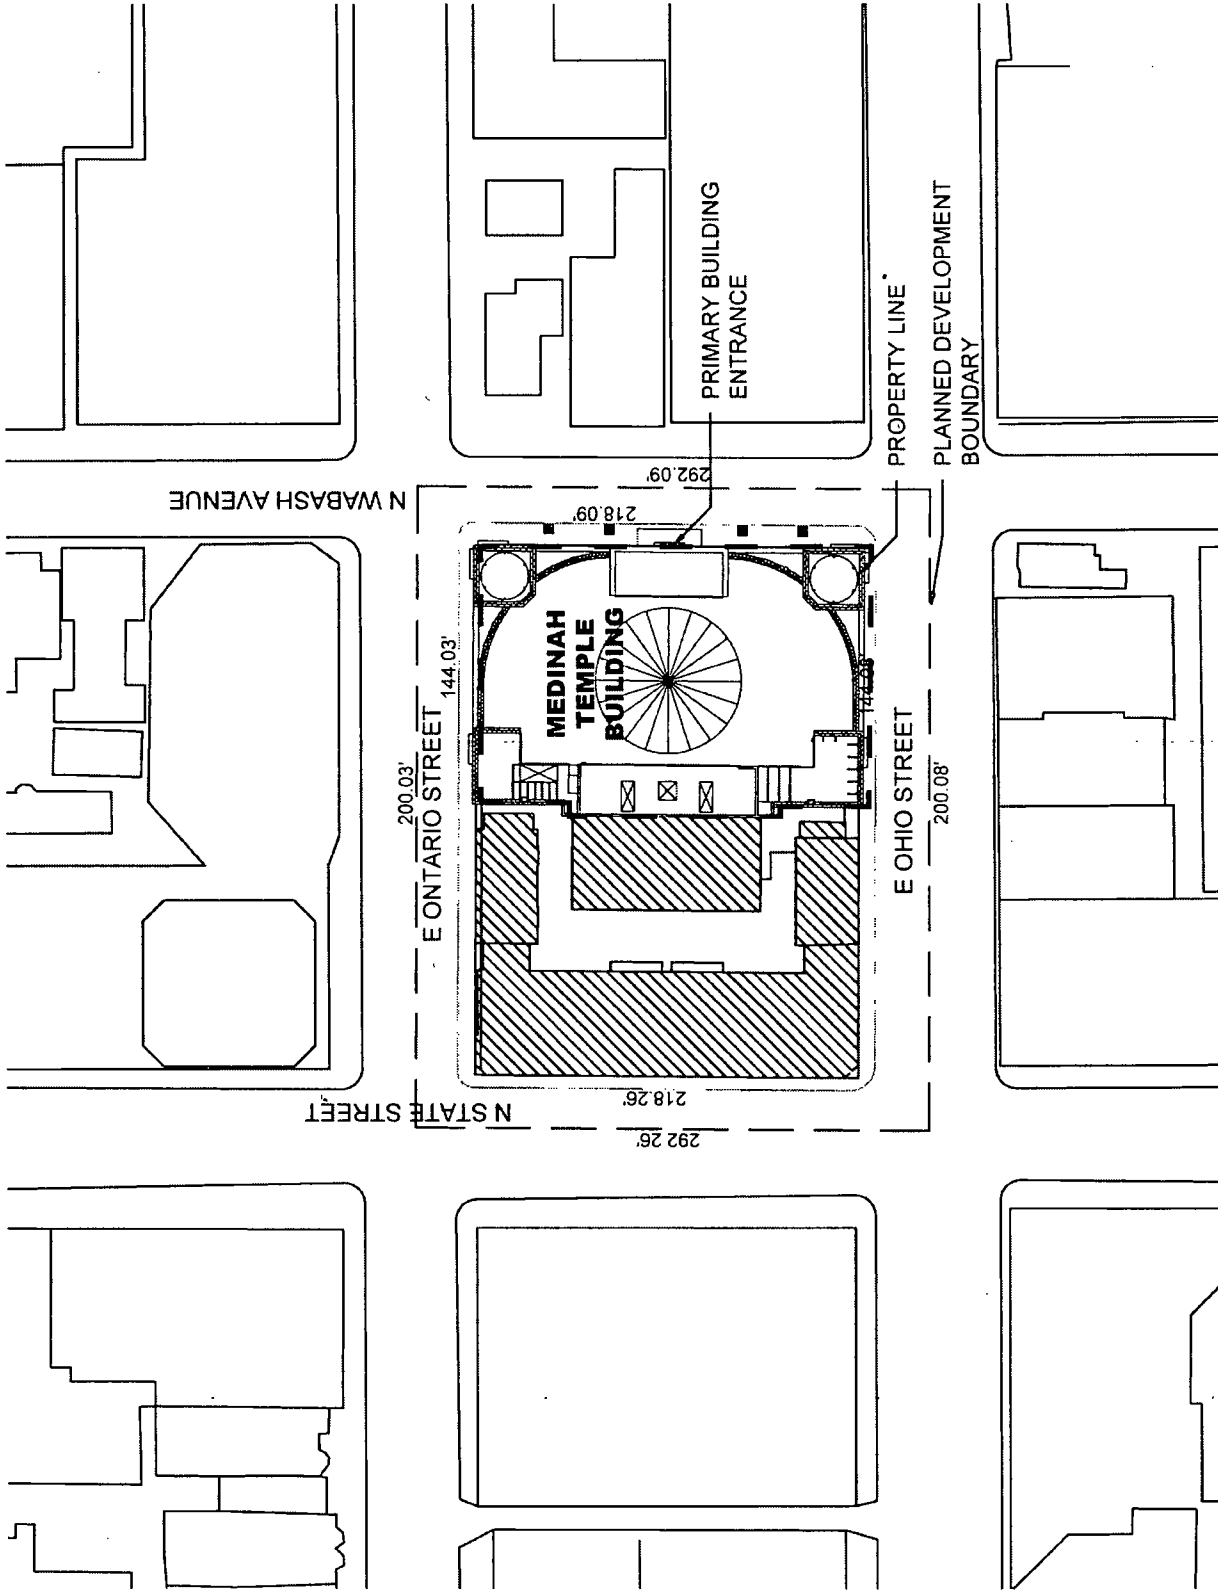 N WABASH AVENUE
292.09'
218.09'
PRIMARY BUILDING
ENTRANCE
PROPERTY LINE
PLANNED DEVELOPMENT
BOUNDARY
144.03'
200.03'
E ONTARIO STREET
MEDINAH
TEMPLE
BUILDING
E OHIO STREET
200.08'
218.26'
292 26'
N STATE STREET